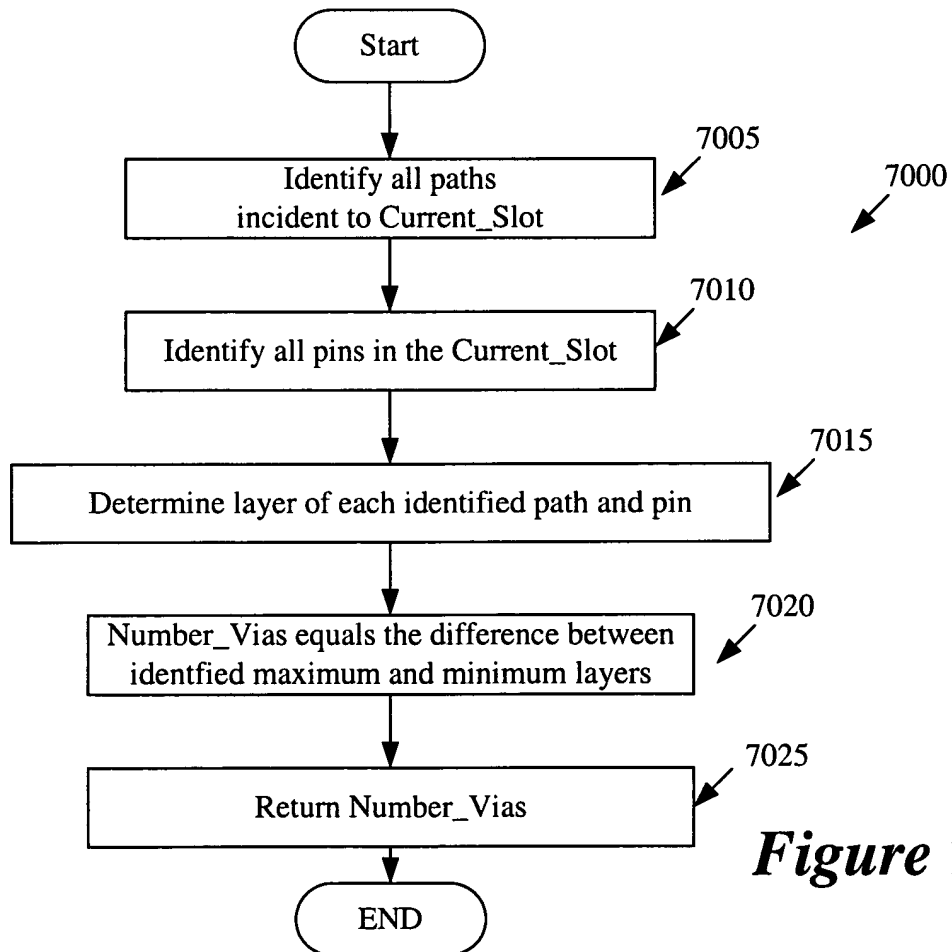 Start
7005
Identify all paths
incident to Current_Slot
7000
7010
Identify all pins in the Current_Slot
7015
Determine layer of each identified path and pin
7020
Number_Vias equals the difference between
identfied maximum and minimum layers
7025
Return Number_Vias
Figure
END